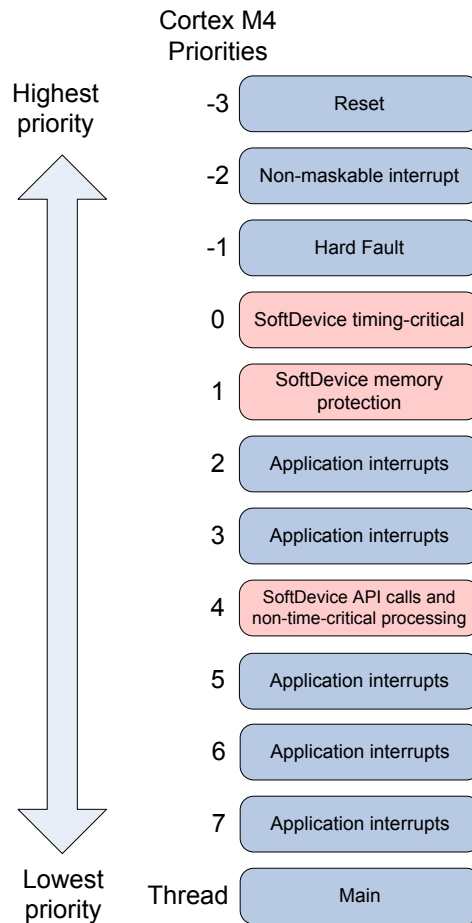 Cortex M4
Priorities
Highest
priority
-3
Reset
-2
Non-maskable interrupt
-1
Hard Fault
0
SoftDevice timing-critical
1
SoftDevice memory
protection
2
Application interrupts
3
Application interrupts
4
SoftDevice API calls and
non-time-critical processing
5
Application interrupts
6
Application interrupts
7
Application interrupts
Lowest
priority
Thread
Main